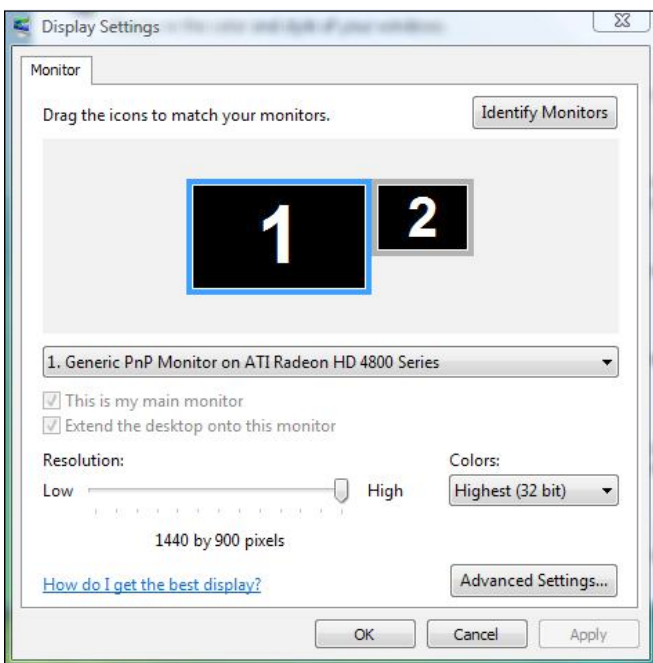 Display Settings
Monitor
Drag the icons to match your monitors.
Identify Monitors
1
2
1. Generic PnP Monitor on ATI Radeon HD 4800 Series
This is my main monitor
Extend the desktop onto this monitor
Resolution:
Colors:
Low
High
Highest (32 bit)
1440 by 900 pixels
How do I get the best display?
Advanced Settings...
OK
Cancel
Apply